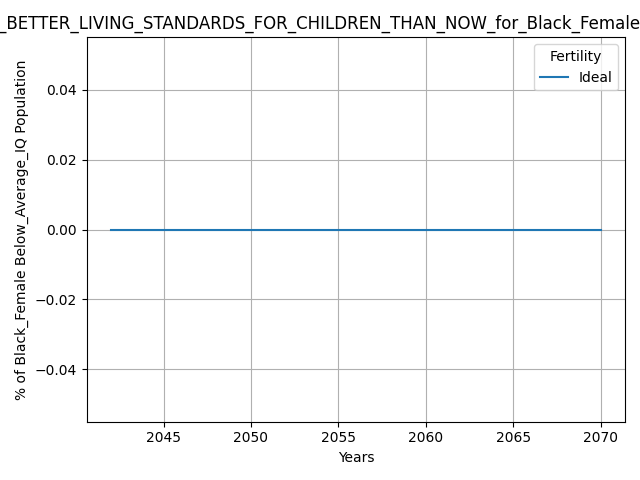 _BETTER_LIVING_STANDARDS_FOR_CHILDREN_THAN_NOW_for_Black_Female
Fertility
Ideal
% of Black_Female Below_Average_IQ Population
0.04
0.02
0.00
−0.02
−0.04
2045 2050 2055 2060 2065 2070
Years